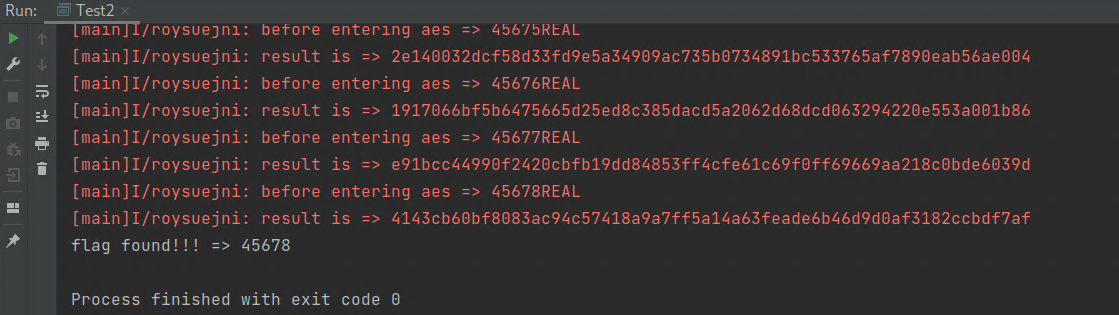 Run: Test2
[main]I/roysuejni: before entering aes => 45675REAL
[main]I/roysuejni: result is => 2e140032dcf58d33fd9e5a34909ac735b0734891bc533765af7890eab56ae004
[main]I/roysuejni: before entering aes => 45676REAL
[main]I/roysuejni: result is => 1917066bf5b6475665d25ed8c385dacd5a2062d68dcd063294220e553a001b86
[main]I/roysuejni: before entering aes => 45677REAL
[main]I/roysuejni: result is => e91bcc44990f2420cbfb19dd84853ff4cfe61c69f0ff69669aa218c0bde6039d
[main]I/roysuejni: before entering aes => 45678REAL
[main]I/roysuejni: result is => 4143cb60bf8083ac94c57418a9a7ff5a14a63feade6b46d9d0af3182ccbdf7af
flag found!!! => 45678
Process finished with exit code 0